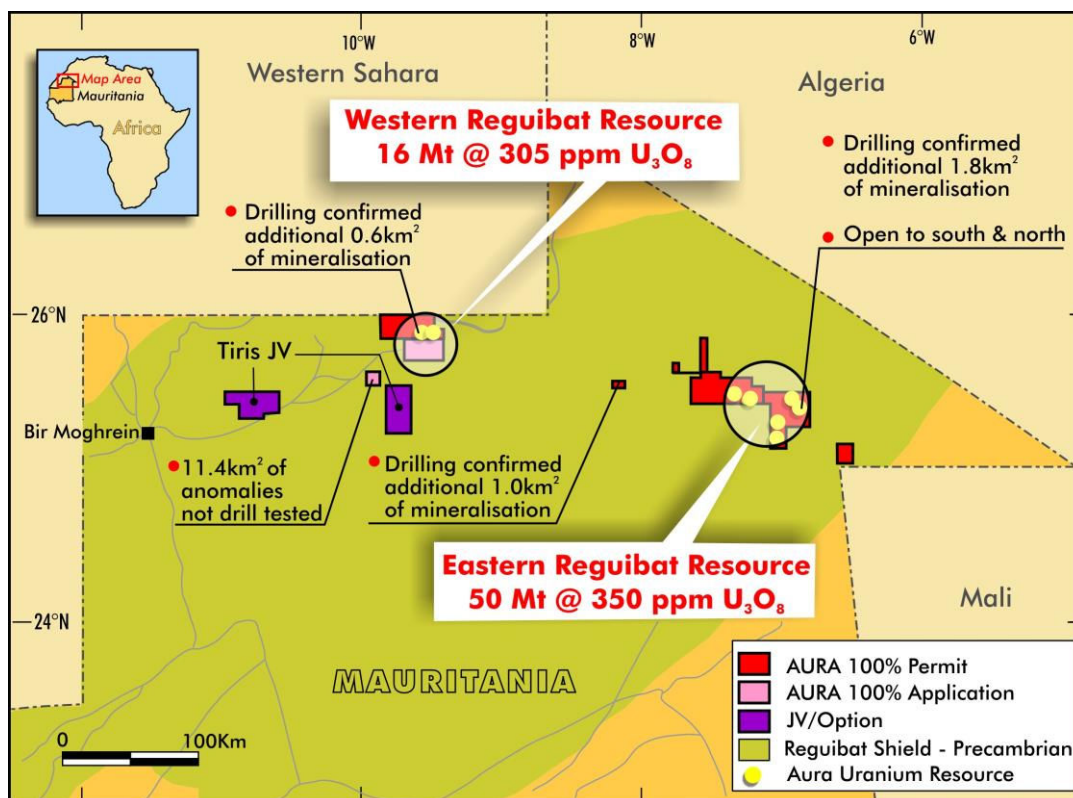 10°W
8°W
6°W
Western Sahara
Algeria
Map Area
Mauritania
Africa
Western Reguibat Resource
16 Mt @ 305 ppm U₃O₈
Drilling confirmed
additional 1.8km²
of mineralisation
Open to south & north
Drilling confirmed
additional 0.6km²
of mineralisation
26°N
Tiris JV
Bir Moghrein
11.4km² of
anomalies
not drill tested
Drilling confirmed
additional 1.0km²
of mineralisation
Eastern Reguibat Resource
50 Mt @ 350 ppm U₃O₈
Mali
24°N
MAURITANIA
0
100Km
AURA 100% Permit
AURA 100% Application
JV/Option
Reguibat Shield - Precambrian
Aura Uranium Resource